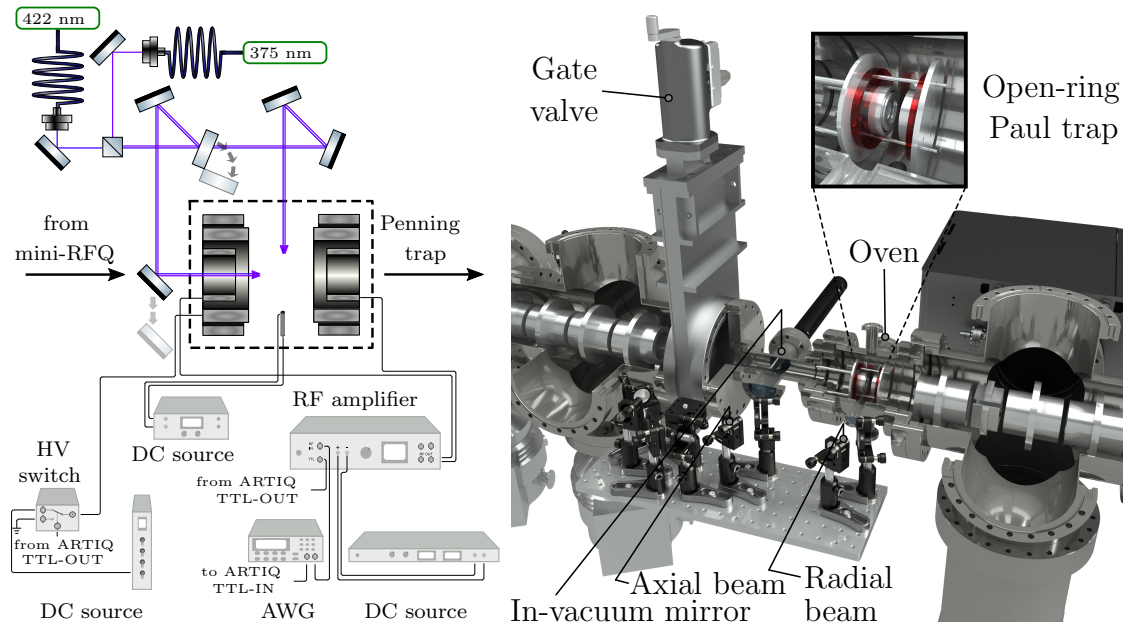 422 nm
375 nm
from
mini-RFQ
Penning
trap
RF amplifier
DC source
HV
switch
from ARTIQ
TTL-OUT
from ARTIQ
TTL-OUT
to ARTIQ
TTL-IN
DC source
AWG
DC source
Gate
valve
Open-ring
Paul trap
Oven
Axial beam
In-vacuum mirror
Radial
beam